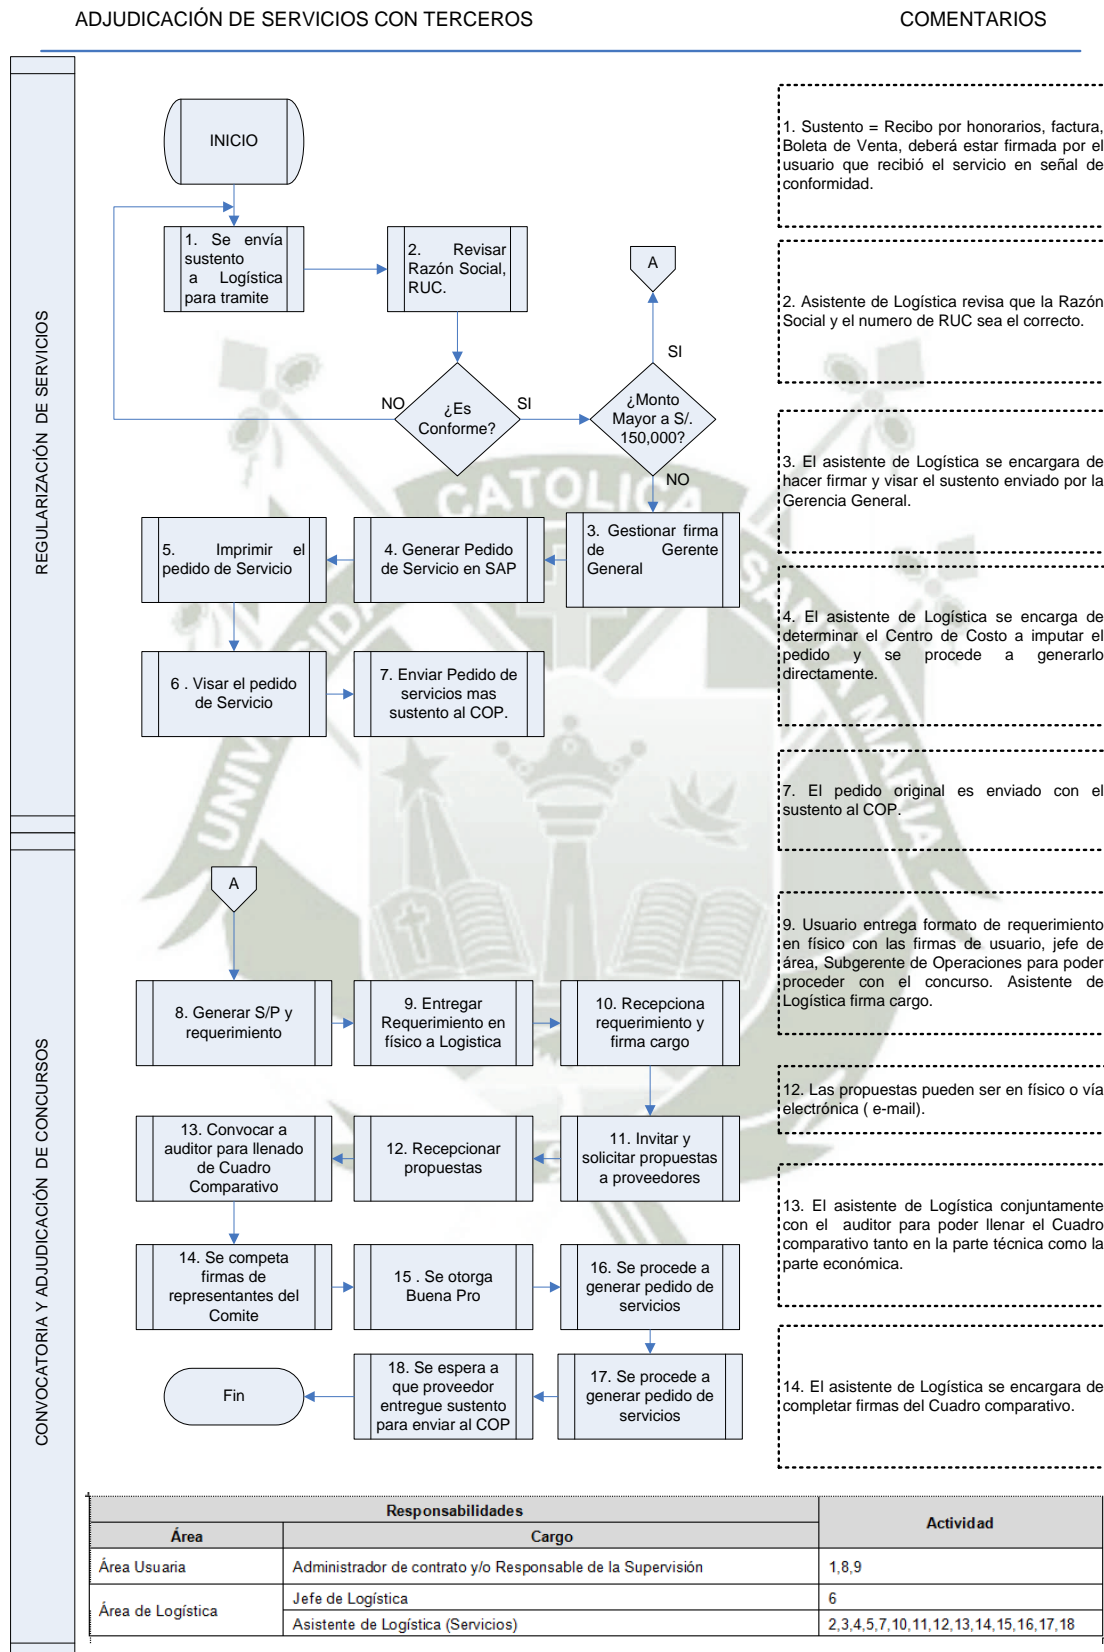 ADJUDICACIÓN DE SERVICIOS CON TERCEROS
COMENTARIOS
REGULARIZACIÓN DE SERVICIOS
INICIO
1. Se envía
sustento
a Logística
para tramite
2. Revisar
Razón Social,
RUC.
A
SI
¿Es
Conforme?
NO
SI
¿Monto
Mayor a S/.
150,000?
NO
3. Gestionar firma
de Gerente
General
4. Generar Pedido
de Servicio en SAP
5. Imprimir el
pedido de Servicio
6 . Visar el pedido
de Servicio
7. Enviar Pedido de
servicios mas
sustento al COP.
1. Sustento = Recibo por honorarios, factura,
Boleta de Venta, deberá estar firmada por el
usuario que recibió el servicio en señal de
conformidad.
2. Asistente de Logística revisa que la Razón
Social y el numero de RUC sea el correcto.
3. El asistente de Logística se encargara de
hacer firmar y visar el sustento enviado por la
Gerencia General.
4. El asistente de Logística se encarga de
determinar el Centro de Costo a imputar el
pedido y se procede a generarlo
directamente.
7. El pedido original es enviado con el
sustento al COP.
UNIVERSIDAD CATOLICA SANTA MARIA
CONVOCATORIA Y ADJUDICACIÓN DE CONCURSOS
A
8. Generar S/P y
requerimiento
9. Entregar
Requerimiento en
físico a Logistica
10. Recepciona
requerimiento y
firma cargo
11. Invitar y
solicitar propuestas
a proveedores
12. Recepcionar
propuestas
13. Convocar a
auditor para llenado
de Cuadro
Comparativo
14. Se competa
firmas de
representantes del
Comite
15 . Se otorga
Buena Pro
16. Se procede a
generar pedido de
servicios
17. Se procede a
generar pedido de
servicios
18. Se espera a
que proveedor
entregue sustento
para enviar al COP
Fin
9. Usuario entrega formato de requerimiento
en físico con las firmas de usuario, jefe de
área, Subgerente de Operaciones para poder
proceder con el concurso. Asistente de
Logística firma cargo.
12. Las propuestas pueden ser en físico o vía
electrónica ( e-mail).
13. El asistente de Logística conjuntamente
con el auditor para poder llenar el Cuadro
comparativo tanto en la parte técnica como la
parte económica.
14. El asistente de Logística se encargara de
completar firmas del Cuadro comparativo.
Responsabilidades
Actividad
Área
Cargo
Área Usuaria
Administrador de contrato y/o Responsable de la Supervisión
1,8,9
Área de Logística
Jefe de Logística
6
Asistente de Logística (Servicios)
2,3,4,5,7,10,11,12,13,14,15,16,17,18